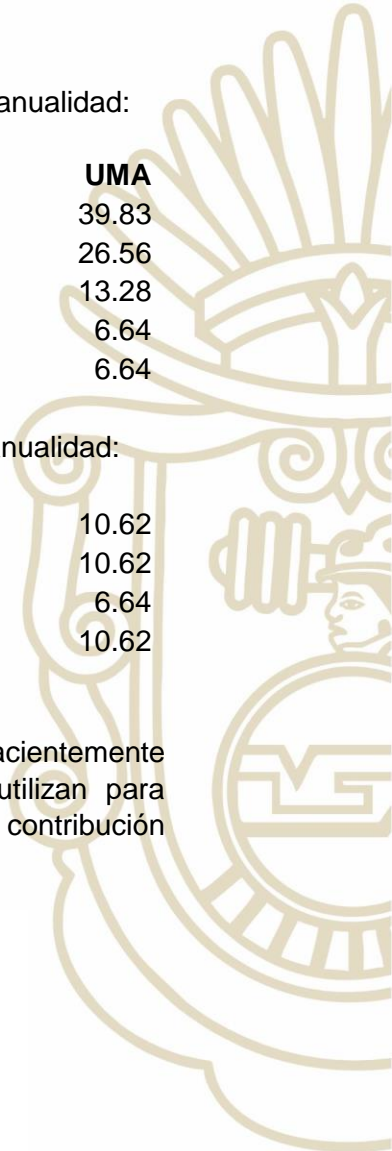 anualidad:
UMA
39.83
26.56
13.28
6.64
6.64
nualidad:
10.62
10.62
6.64
10.62
acientemente
utilizan para
contribución